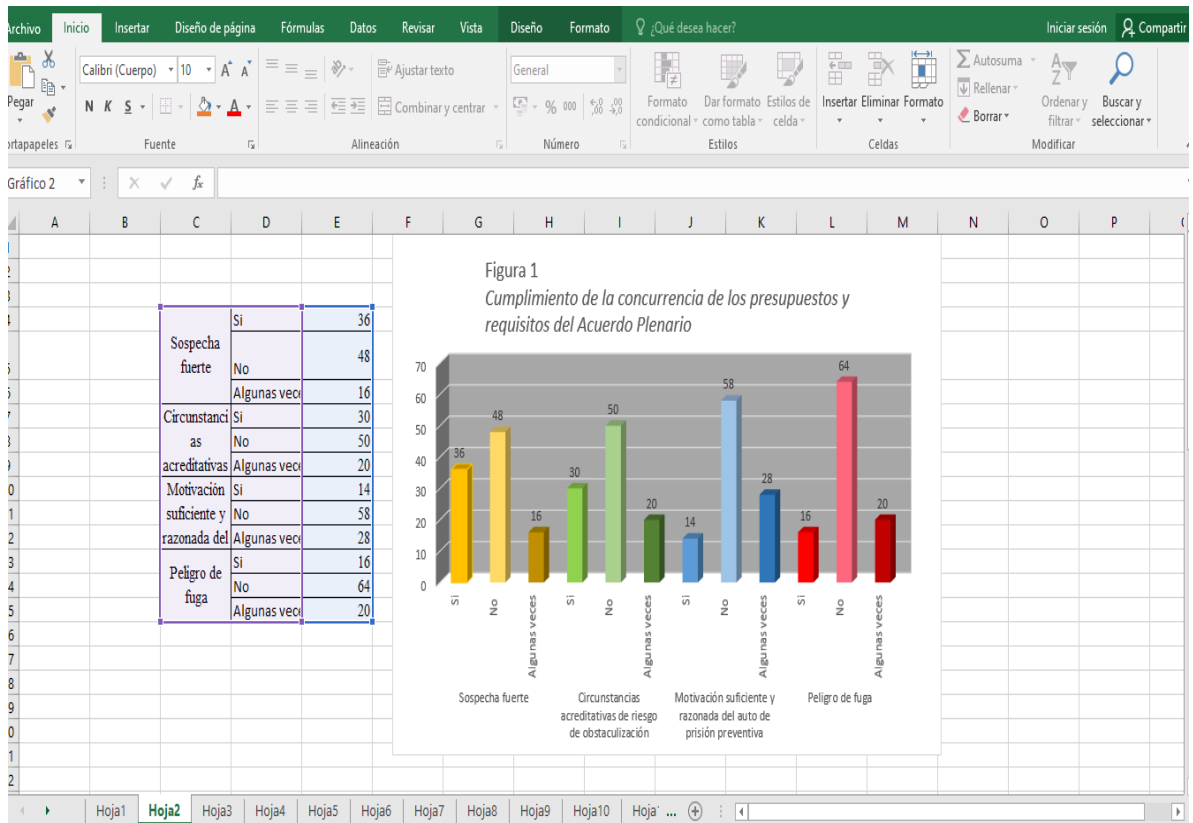 Archivo Inicio Insertar Diseño de página Fórmulas Datos Revisar Vista Diseño Formato ¿Qué desea hacer? Iniciar sesión Compartir
Calibri (Cuerpo) 10 A A Ajustar texto General Autosuma
Rellenar
Pegar N K S A Combinar y centrar % 000 Formato Dar formato Estilos de Insertar Eliminar Formato Borrar Ordenar y Buscar y
condicional como tabla celda filtrar seleccionar
ortapapeles Fuente Alineación Número Estilos Celdas Modificar
Gráfico 2 fx
A B C D E F G H I J K L M N O P
Figura 1
Cumplimiento de la concurrencia de los presupuestos y
requisitos del Acuerdo Plenario
Sospecha
fuerte
Si 36
No 48
Algunas vece 16
Circunstanci
as
acreditativas
Si 30
No 50
Algunas vece 20
Motivación
suficiente y
razonada del
Si 14
No 58
Algunas vece 28
Peligro de
fuga
Si 16
No 64
Algunas vece 20
70
60
50
40
30
20
10
0
36 48 16 30 50 20 14 58 28 16 64 20
Si No Algunas veces Si No Algunas veces Si No Algunas veces Si No Algunas veces
Sospecha fuerte
Circunstancias
acreditativas de riesgo
de obstaculización
Motivación suficiente y
razonada del auto de
prisión preventiva
Peligro de fuga
Hoja1 Hoja2 Hoja3 Hoja4 Hoja5 Hoja6 Hoja7 Hoja8 Hoja9 Hoja10 Hoja ...